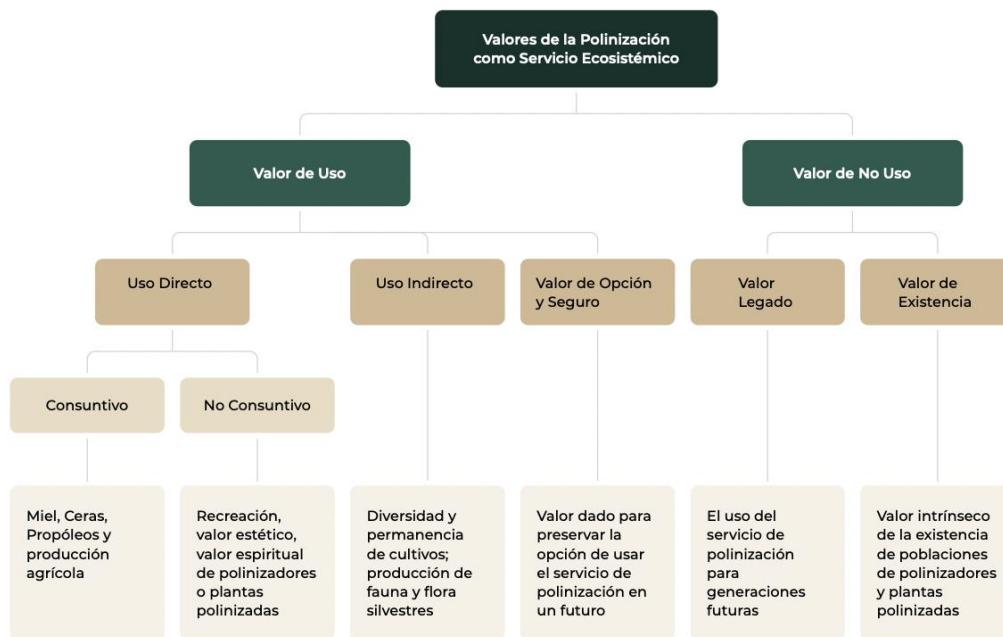 Valores de la Polinización
como Servicio Ecosistémico
Valor de Uso
Valor de No Uso
Uso Directo
Uso Indirecto
Valor de Opción
y Seguro
Valor
Legado
Valor de
Existencia
Consuntivo
No Consuntivo
Miel, Ceras,
Propóleos y
producción
agrícola
Recreación,
valor estético,
valor espiritual
de polinizadores
o plantas
polinizadas
Diversidad y
permanencia
de cultivos;
producción de
fauna y flora
silvestres
Valor dado para
preservar la
opción de usar
el servicio de
polinización en
un futuro
El uso del
servicio de
polinización
para
generaciones
futuras
Valor intrínseco
de la existencia
de poblaciones
de polinizadores
y plantas
polinizadas